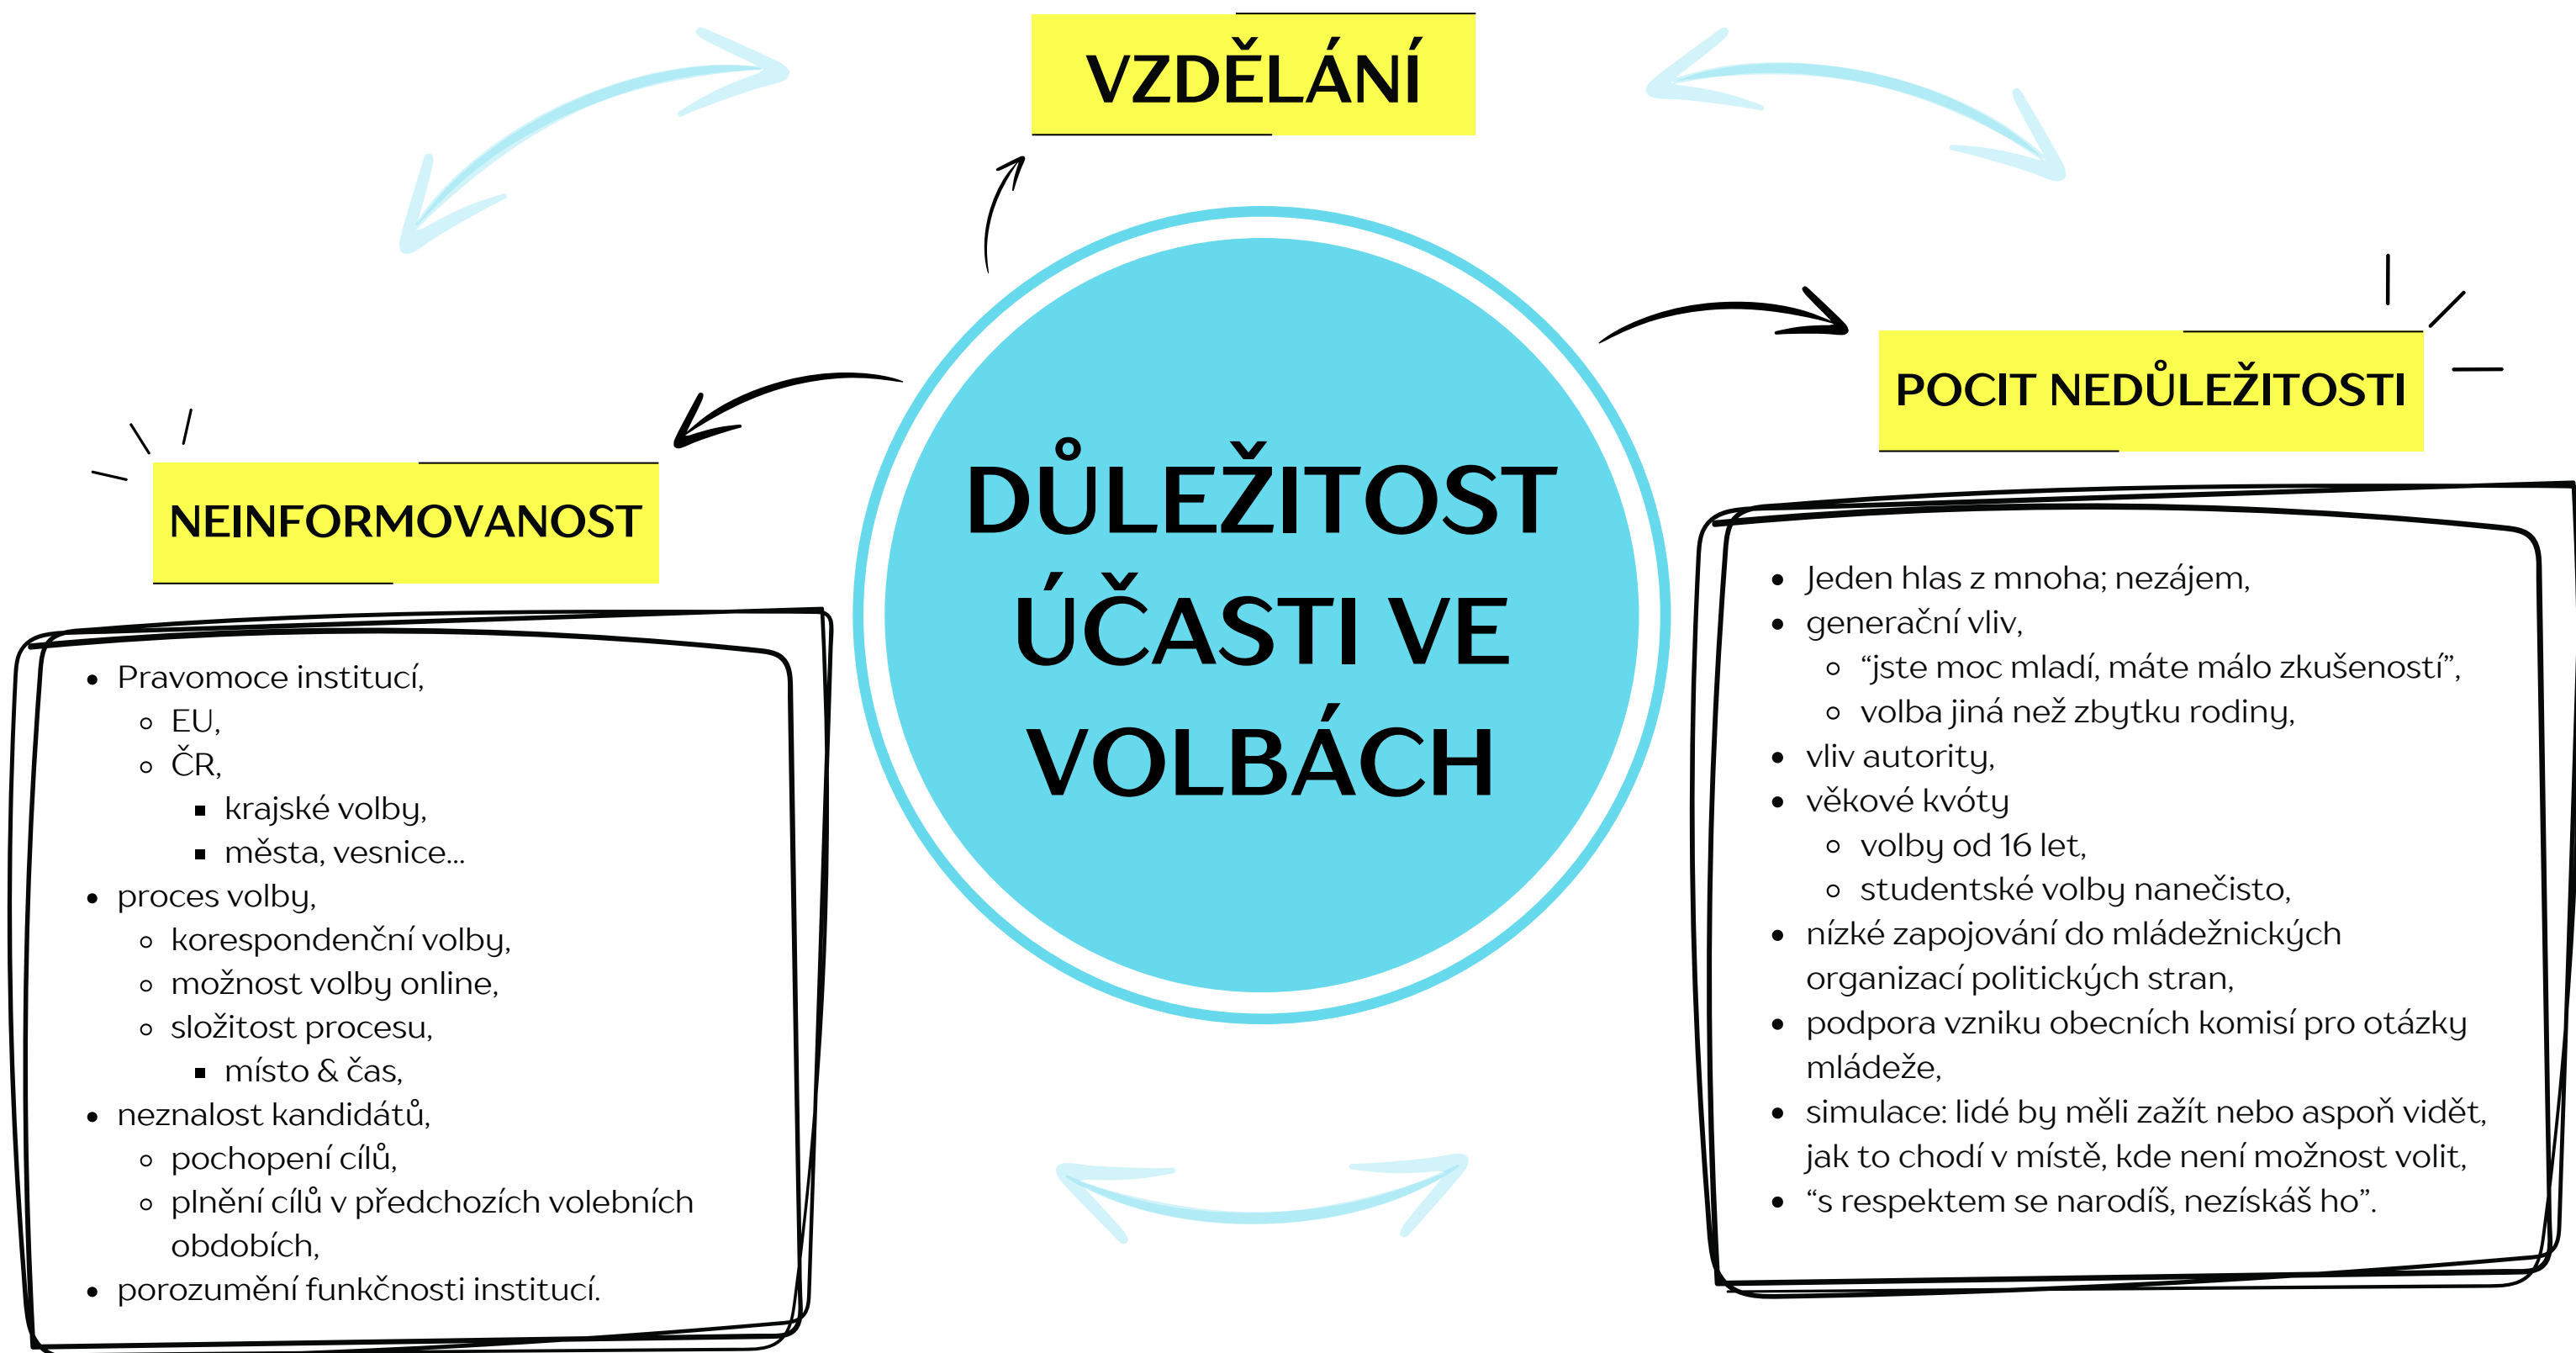 VZDĚLÁNÍ
DŮLEŽITOST
ÚČASTI VE
VOLBÁCH
NEINFORMOVANOST
Pravomoce institucí,
EU,
ČR,
krajské volby,
města, vesnice...
proces volby,
korespondenční volby,
možnost volby online,
složitost procesu,
místo & čas,
neznalost kandidátů,
pochopení cílů,
plnění cílů v předchozích volebních
obdobích,
porozumění funkčnosti institucí.
POCIT NEDŮLEŽITOSTI
Jeden hlas z mnoha; nezájem,
generační vliv,
“jste moc mladí, máte málo zkušeností”,
volba jiná než zbytku rodiny,
vliv autority,
věkové kvóty
volby od 16 let,
studentské volby nanečisto,
nízké zapojování do mládežnických
organizací politických stran,
podpora vzniku obecních komisí pro otázky
mládeže,
simulace: lidé by měli zažít nebo aspoň vidět,
jak to chodí v místě, kde není možnost volit,
“s respektem se narodíš, nezískáš ho”.